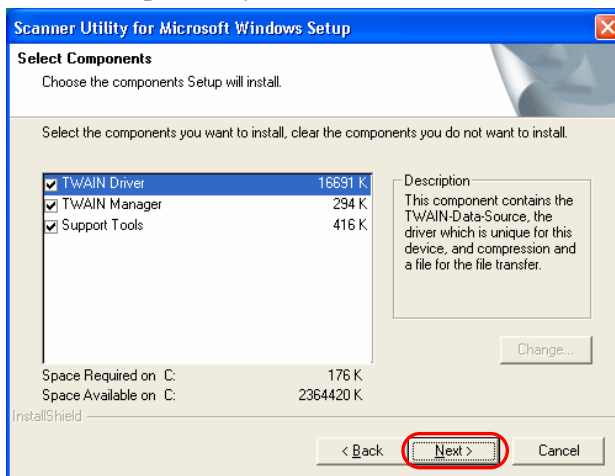 Scanner Utility for Microsoft Windows Setup
Select Components
Choose the components Setup will install.
Select the components you want to install, clear the components you do not want to install.
TWAIN Driver 16691 K
TWAIN Manager 294 K
Support Tools 416 K
Description
This component contains the
TWAIN-Data-Source, the
driver which is unique for this
device, and compression and
a file for the file transfer.
Change...
Space Required on C: 176 K
Space Available on C: 2364420 K
InstallShield
< Back Next > Cancel